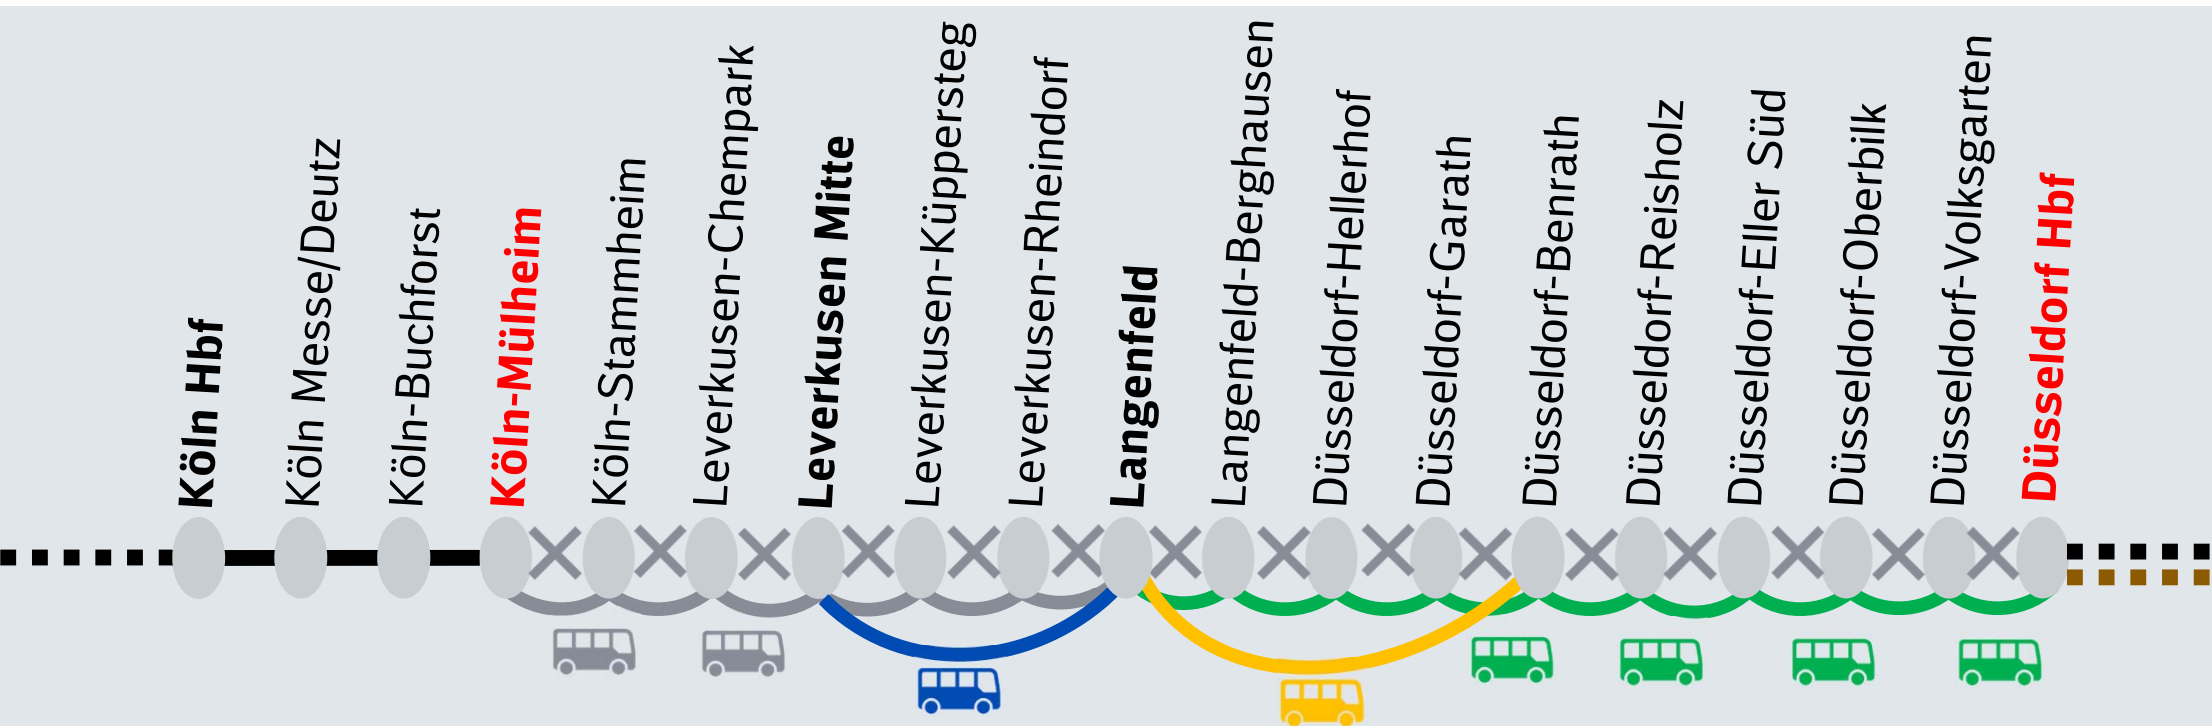 Köln Hbf
Köln Messe/Deutz
Köln-Buchforst
Köln-Mülheim
Köln-Stammheim
Leverkusen-Chempark
Leverkusen Mitte
Leverkusen-Küppersteg
Leverkusen-Rheindorf
Langenfeld
Langenfeld-Berghausen
Düsseldorf-Hellerhof
Düsseldorf-Garath
Düsseldorf-Benrath
Düsseldorf-Reisholz
Düsseldorf-Eller Süd
Düsseldorf-Oberbilk
Düsseldorf-Volksgarten
Düsseldorf Hbf